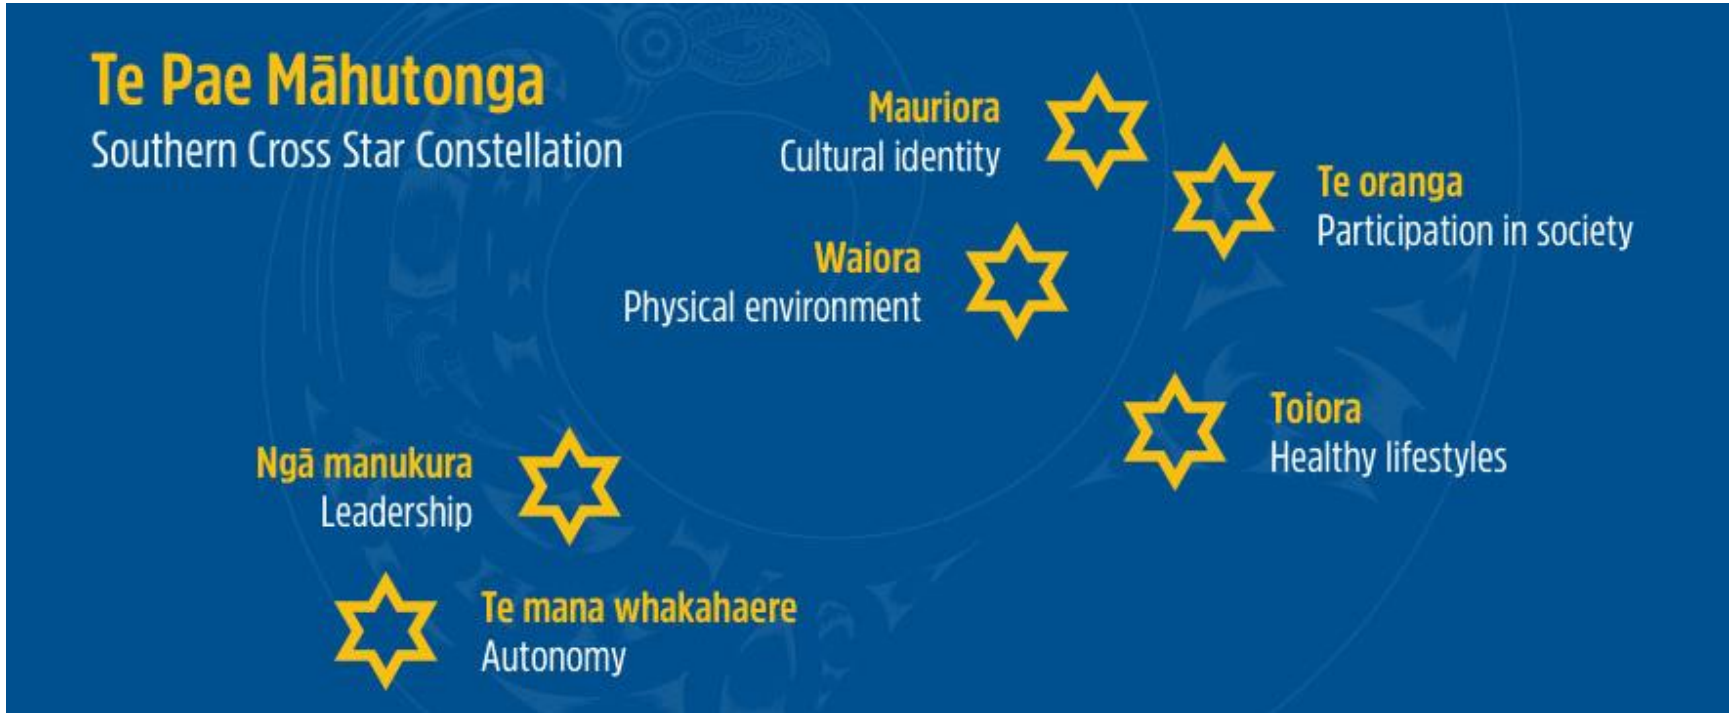 Te Pae Māhutonga
Southern Cross Star Constellation
Mauriora
Cultural identity
Te oranga
Participation in society
Waiora
Physical environment
Toiora
Healthy lifestyles
Ngā manukura
Leadership
Te mana whakahaere
Autonomy